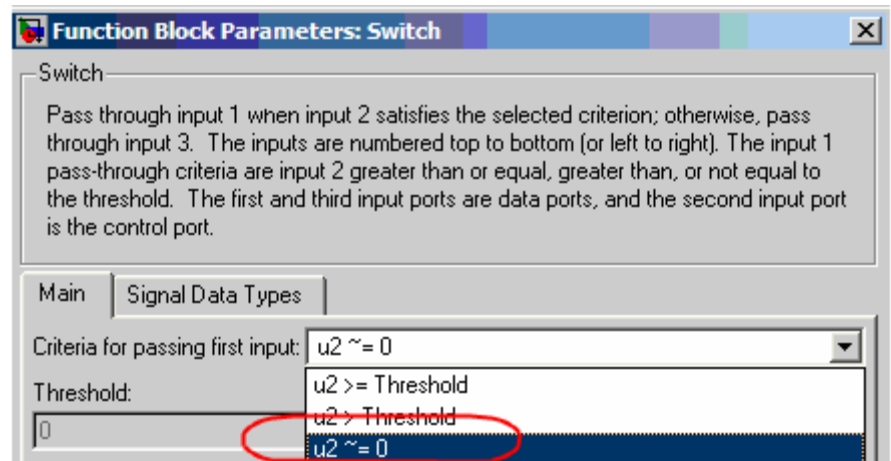 Function Block Parameters: Switch
Switch
Pass through input 1 when input 2 satisfies the selected criterion; otherwise, pass
through input 3. The inputs are numbered top to bottom (or left to right). The input 1
pass-through criteria are input 2 greater than or equal, greater than, or not equal to
the threshold. The first and third input ports are data ports, and the second input port
is the control port.
Main Signal Data Types
Criteria for passing first input: u2 ~= 0
Threshold: u2 >= Threshold
u2 > Threshold
0
u2 ~= 0